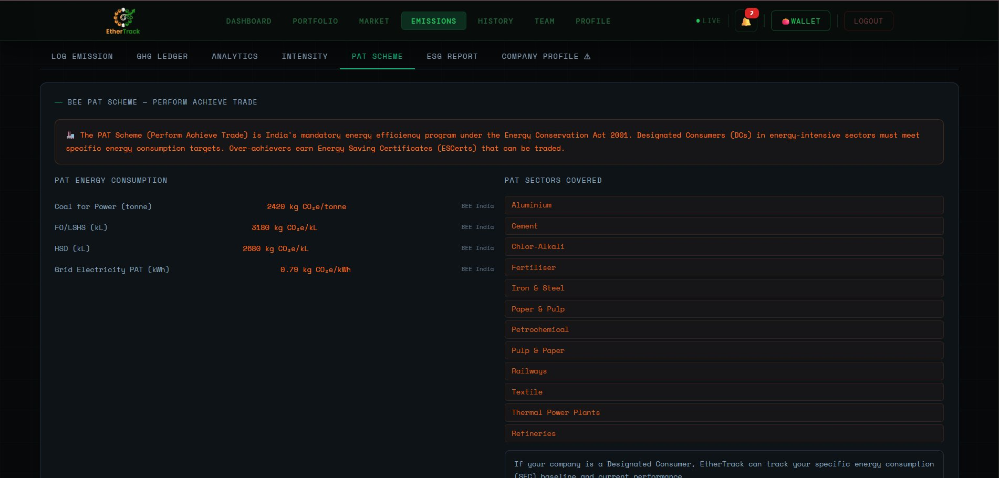 EtherTrack
DASHBOARD PORTFOLIO MARKET EMISSIONS HISTORY TEAM PROFILE
LIVE 2 WALLET LOGOUT
LOG EMISSION GHG LEDGER ANALYTICS INTENSITY PAT SCHEME ESG REPORT COMPANY PROFILE ⚠
— BEE PAT SCHEME — PERFORM ACHIEVE TRADE
The PAT Scheme (Perform Achieve Trade) is India's mandatory energy efficiency program under the Energy Conservation Act 2001. Designated Consumers (DCs) in energy-intensive sectors must meet
specific energy consumption targets. Over-achievers earn Energy Saving Certificates (ESCerts) that can be traded.
PAT ENERGY CONSUMPTION
Coal for Power (tonne) 2420 kg CO₂e/tonne BEE India
FO/LSHS (kL) 3180 kg CO₂e/kL BEE India
HSD (kL) 2680 kg CO₂e/kL BEE India
Grid Electricity PAT (kWh) 0.79 kg CO₂e/kWh BEE India
PAT SECTORS COVERED
Aluminium
Cement
Chlor-Alkali
Fertiliser
Iron & Steel
Paper & Pulp
Petrochemical
Pulp & Paper
Railways
Textile
Thermal Power Plants
Refineries
If your company is a Designated Consumer, EtherTrack can track your specific energy consumption
(SEC) baseline and current performance.